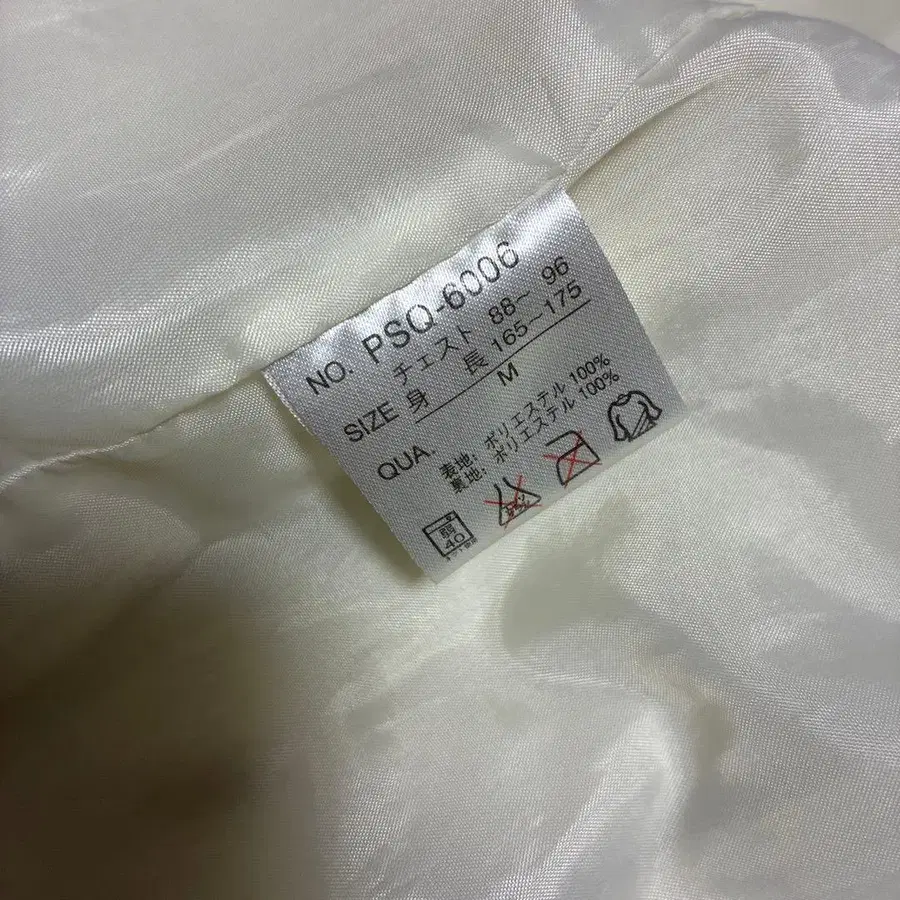 NO. PSQ-6006
チェスト 88〜 96
SIZE 身 長 165〜175
M
QUA. 表地: ポリエステル 100%
裏地: ポリエステル 100%
弱
40